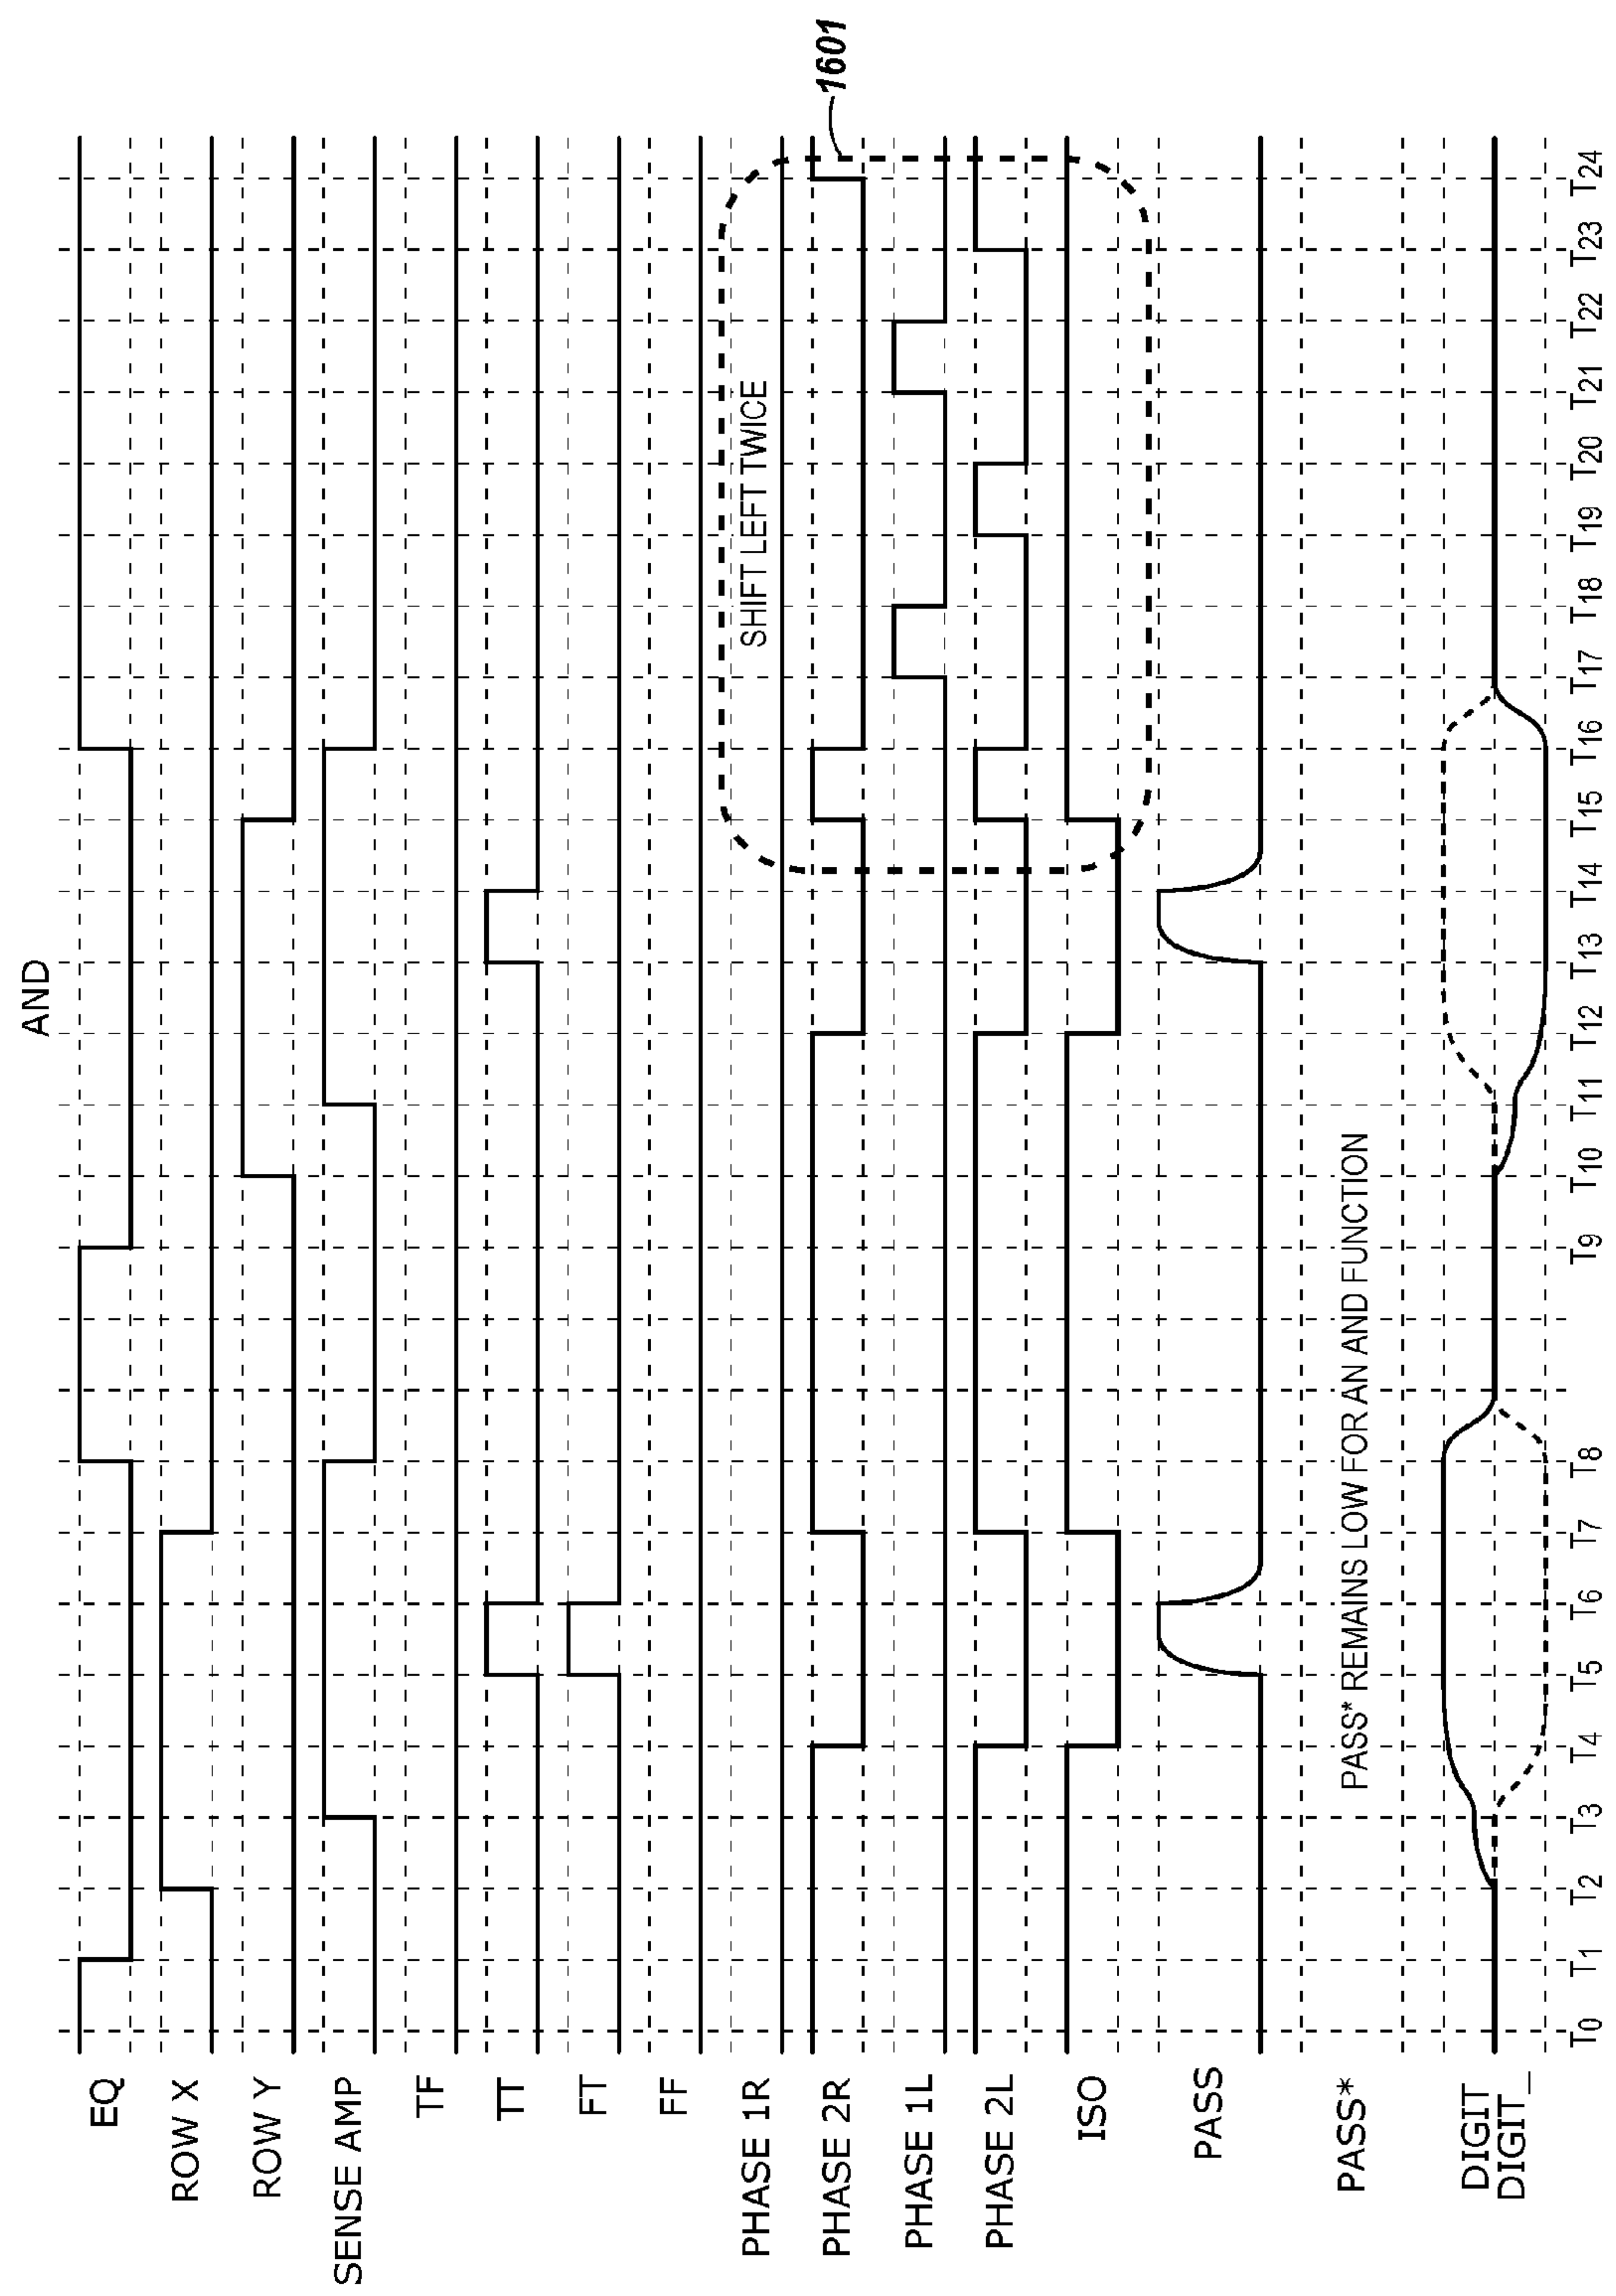 AND
EQ
ROW X
ROW Y
SENSE AMP
TF
TT
FT
FF
PHASE 1R
PHASE 2R
PHASE 1L
PHASE 2L
ISO
PASS
PASS*
DIGIT
DIGIT_
SHIFT LEFT TWICE
1601
PASS* REMAINS LOW FOR AN AND FUNCTION
T0 T1 T2 T3 T4 T5 T6 T7 T8 T9 T10 T11 T12 T13 T14 T15 T16 T17 T18 T19 T20 T21 T22 T23 T24